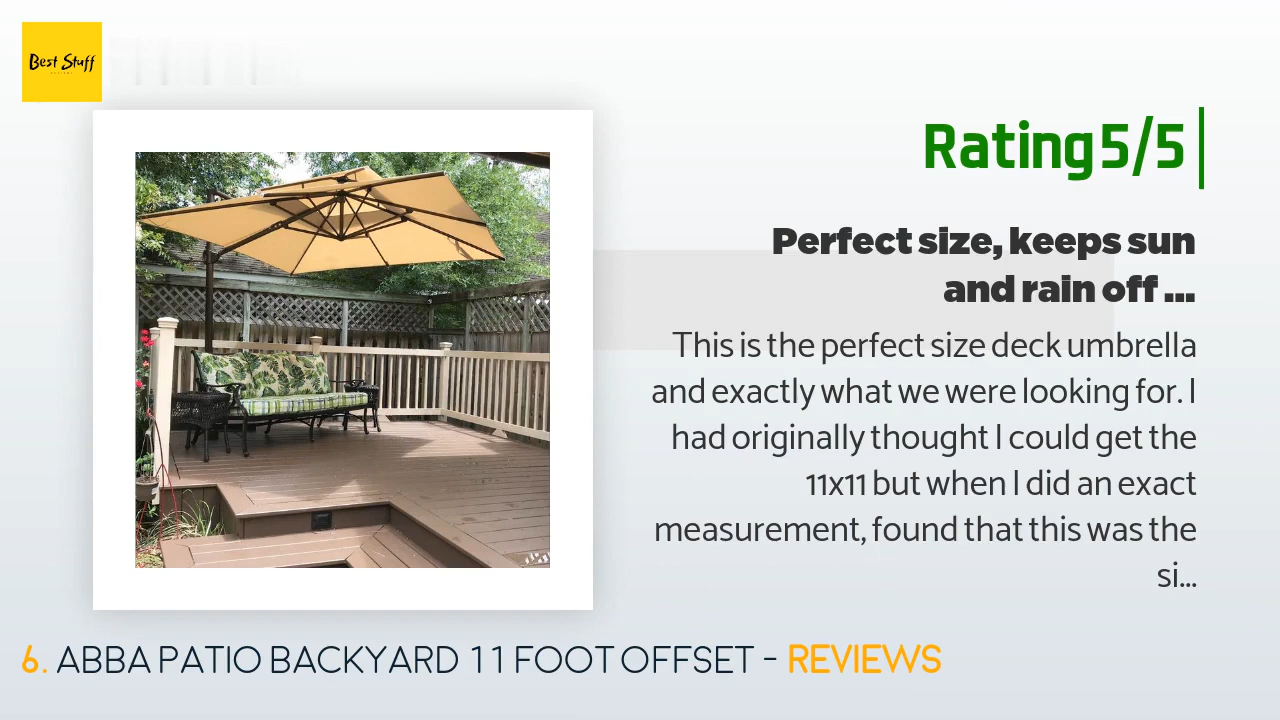 Best Stuff
Rating 5/5
Perfect size, keeps sun
and rain off ...
This is the perfect size deck umbrella
and exactly what we were looking for. I
had originally thought I could get the
11x11 but when I did an exact
measurement, found that this was the
si...
6. ABBA PATIO BACKYARD 11 FOOT OFFSET - REVIEWS